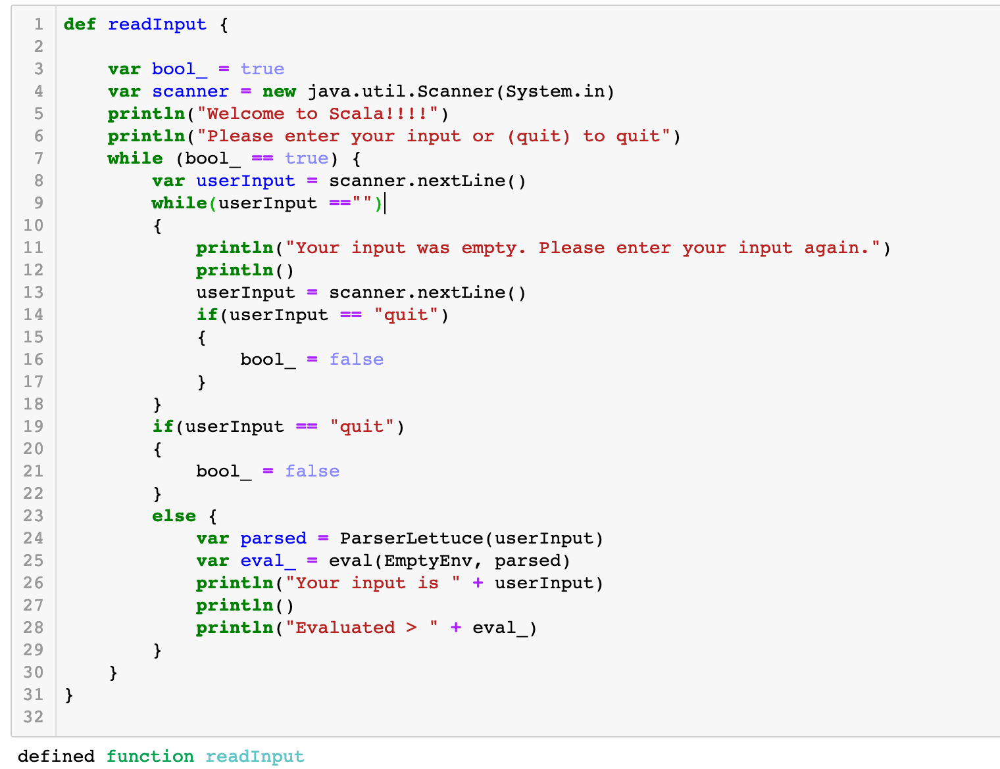 1 def readInput {
2
3     var bool_ = true
4     var scanner = new java.util.Scanner(System.in)
5     println("Welcome to Scala!!!!")
6     println("Please enter your input or (quit) to quit")
7     while (bool_ == true) {
8         var userInput = scanner.nextLine()
9         while(userInput =="")
10         {
11             println("Your input was empty. Please enter your input again.")
12             println()
13             userInput = scanner.nextLine()
14             if(userInput == "quit")
15             {
16                 bool_ = false
17             }
18         }
19         if(userInput == "quit")
20         {
21             bool_ = false
22         }
23         else {
24             var parsed = ParserLettuce(userInput)
25             var eval_ = eval(EmptyEnv, parsed)
26             println("Your input is " + userInput)
27             println()
28             println("Evaluated > " + eval_)
29         }
30     }
31 }
32
defined function readInput